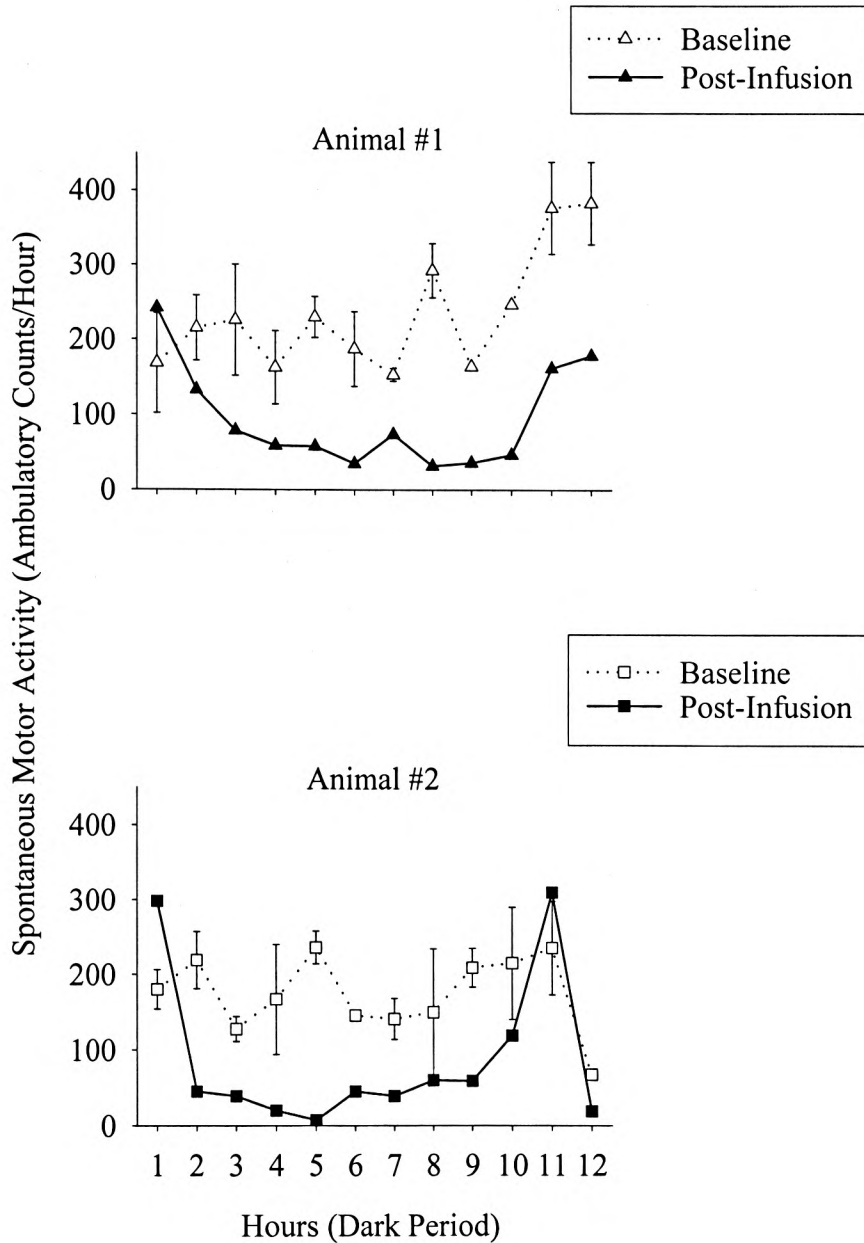 Baseline
Post-Infusion
Animal #1
400
300
200
100
0
Spontaneous Motor Activity (Ambulatory Counts/Hour)
Baseline
Post-Infusion
Animal #2
400
300
200
100
0
1 2 3 4 5 6 7 8 9 10 11 12
Hours (Dark Period)